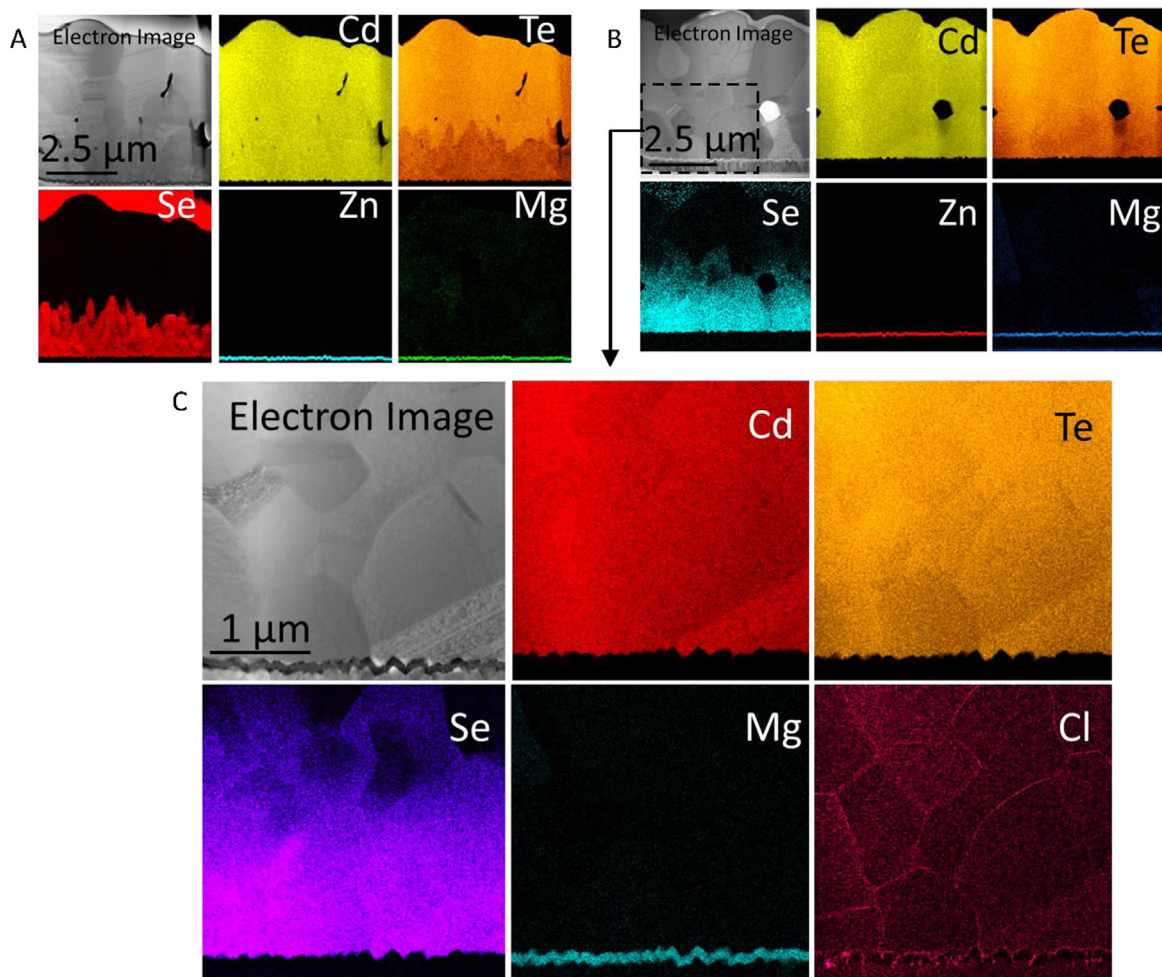 A
Electron Image
Cd
Te
2.5 μm
Se
Zn
Mg
B
Electron Image
Cd
Te
2.5 μm
Se
Zn
Mg
C
Electron Image
Cd
Te
1 μm
Se
Mg
Cl